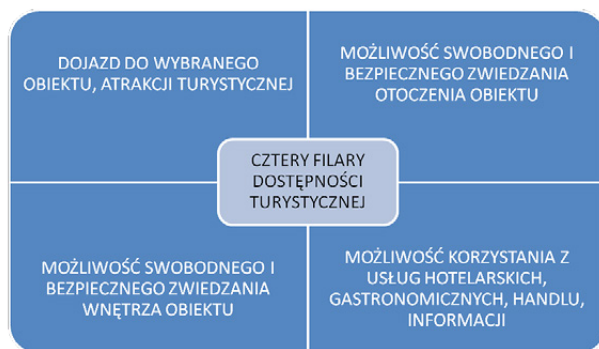 DOJAZD DO WYBRANEGO
OBIEKTU, ATRAKCJI TURYSTYCZNEJ
MOŻLIWOŚĆ SWOBODNEGO I
BEZPIECZNEGO ZWIEDZANIA
OTOCZENIA OBIEKTU
CZTERY FILARY
DOSTĘPNOŚCI
TURYSTYCZNEJ
MOŻLIWOŚĆ SWOBODNEGO I
BEZPIECZNEGO ZWIEDZANIA
WNĘTRZA OBIEKTU
MOŻLIWOŚĆ KORZYSTANIA Z
USŁUG HOTELARSKICH,
GASTRONOMICZNYCH, HANDLU,
INFORMACJI